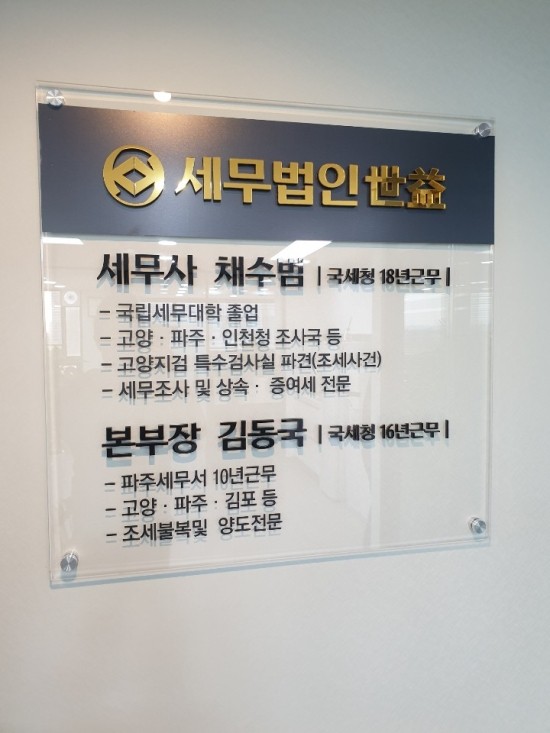 세무법인世益
세무사 채수범 | 국세청 18년근무 |
- 국립세무대학 졸업
- 고양 · 파주 · 인천청 조사국 등
- 고양지검 특수검사실 파견(조세사건)
- 세무조사 및 상속 · 증여세 전문
본부장 김동국 | 국세청 16년근무 |
- 파주세무서 10년근무
- 고양 · 파주 · 김포 등
- 조세불복및 양도전문